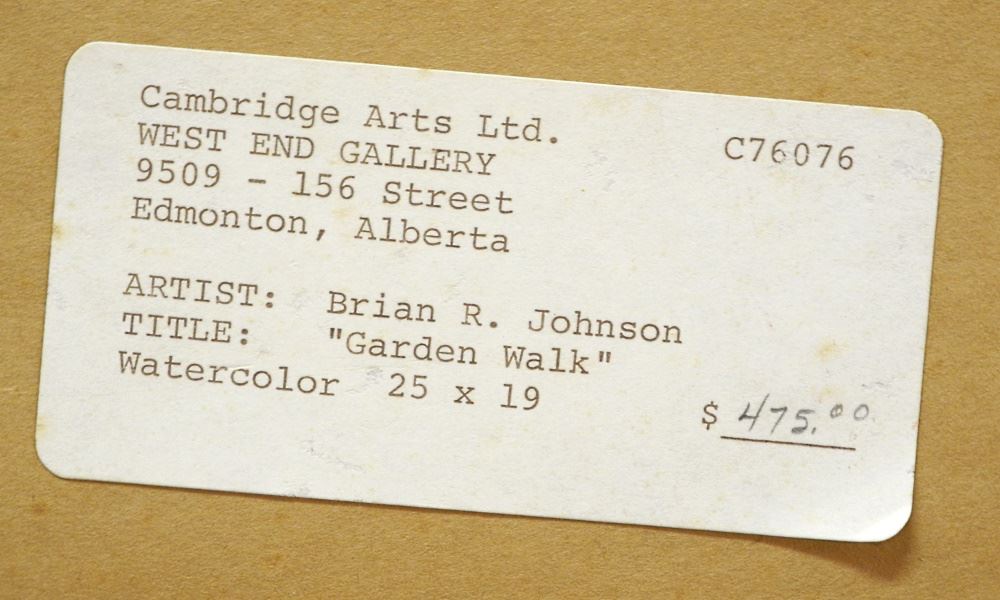 Cambridge Arts Ltd.
C76076
WEST END GALLERY
9509 - 156 Street
Edmonton, Alberta
ARTIST: Brian R. Johnson
TITLE: "Garden Walk"
Watercolor 25 x 19
$ 475.00